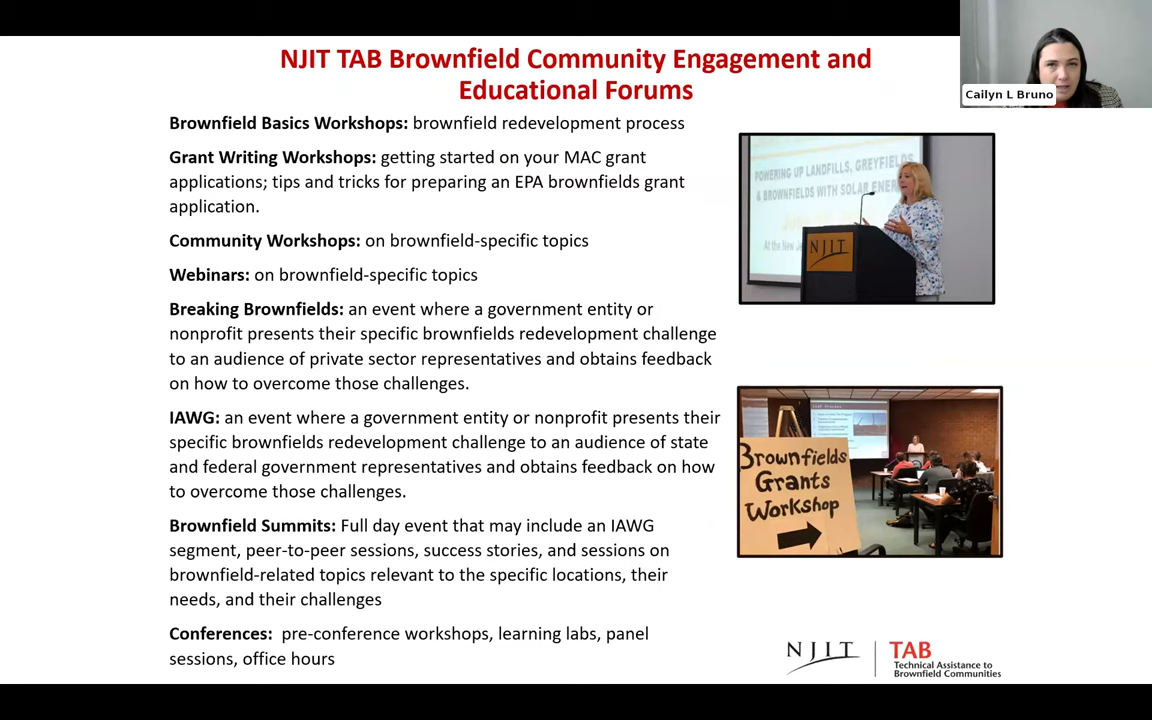 NJIT TAB Brownfield Community Engagement and
Educational Forums
Cailyn L Bruno
Brownfield Basics Workshops: brownfield redevelopment process
Grant Writing Workshops: getting started on your MAC grant
applications; tips and tricks for preparing an EPA brownfields grant
application.
Community Workshops: on brownfield-specific topics
Webinars: on brownfield-specific topics
Breaking Brownfields: an event where a government entity or
nonprofit presents their specific brownfields redevelopment challenge
to an audience of private sector representatives and obtains feedback
on how to overcome those challenges.
IAWG: an event where a government entity or nonprofit presents their
specific brownfields redevelopment challenge to an audience of state
and federal government representatives and obtains feedback on how
to overcome those challenges.
Brownfield Summits: Full day event that may include an IAWG
segment, peer-to-peer sessions, success stories, and sessions on
brownfield-related topics relevant to the specific locations, their
needs, and their challenges
Conferences: pre-conference workshops, learning labs, panel
sessions, office hours
POWERING UP LANDFILLS, GREYFIELDS,
& BROWNFIELDS WITH SOLAR
At the New
NJIT
Brownfields
Grants
Workshop
NJIT
TAB
Technical Assistance to
Brownfield Communities